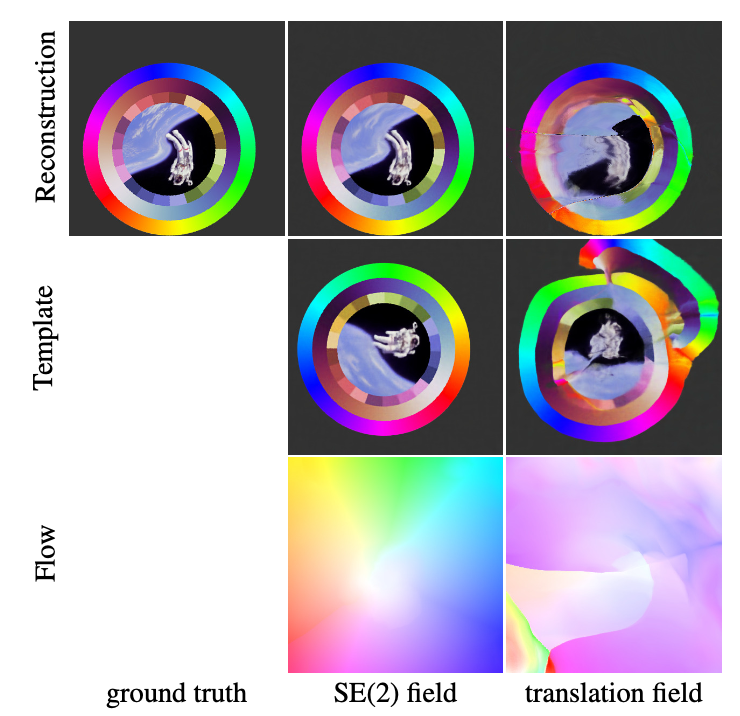 Reconstruction
Template
Flow
ground truth
SE(2) field
translation field